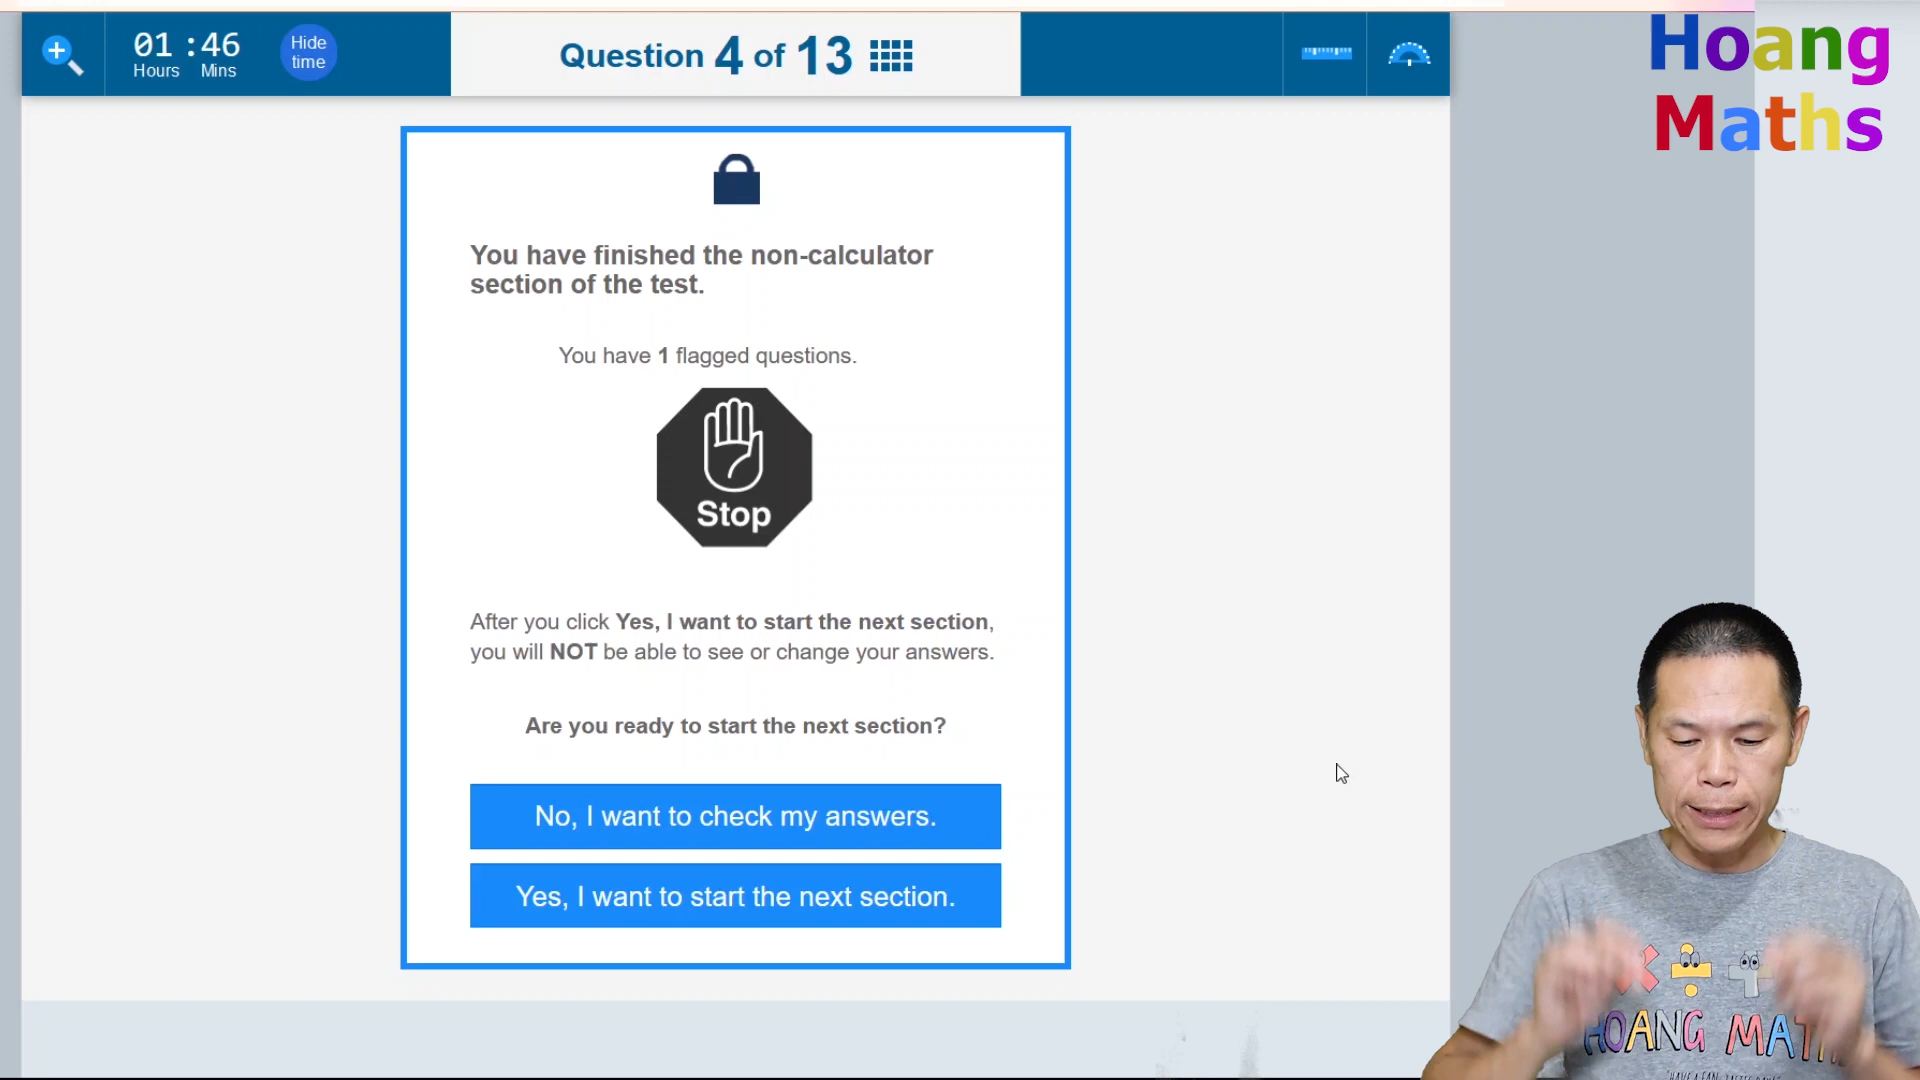 01 : 46
Hours Mins
Hide
time
Question 4 of 13
Hoang
Maths
You have finished the non-calculator
section of the test.
You have 1 flagged questions.
Stop
After you click Yes, I want to start the next section,
you will NOT be able to see or change your answers.
Are you ready to start the next section?
No, I want to check my answers.
Yes, I want to start the next section.
HOANG MAT